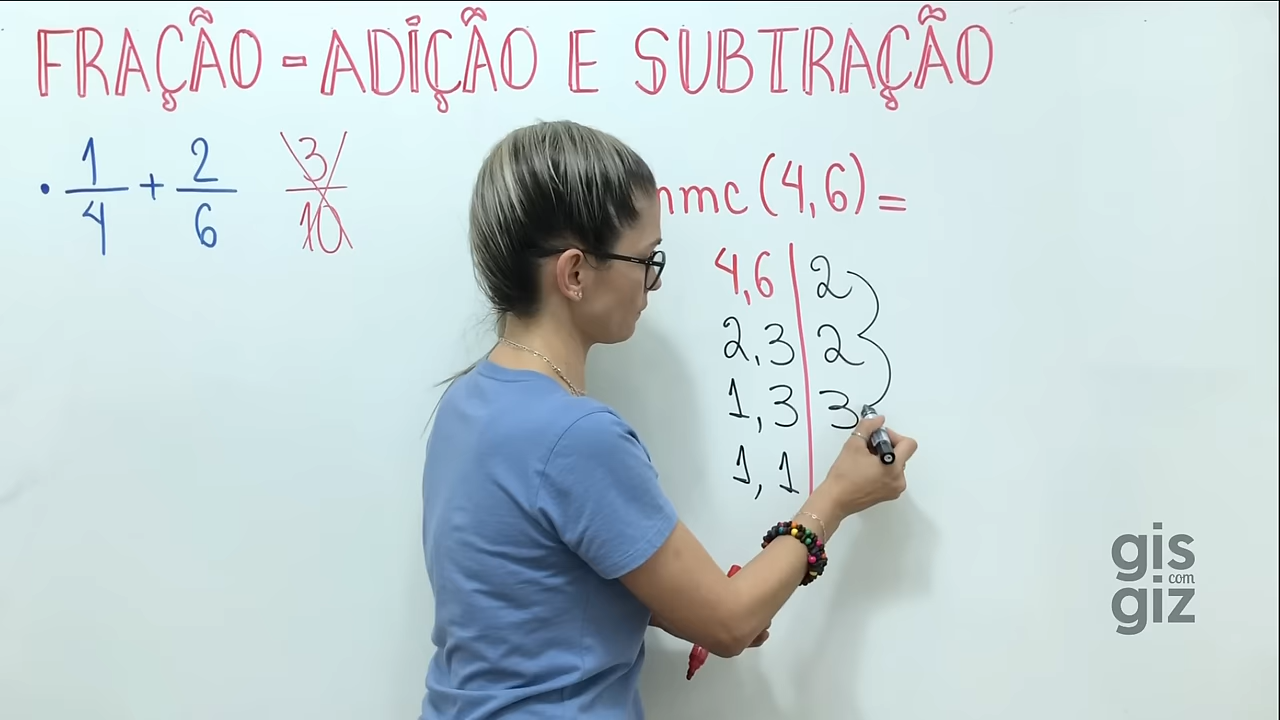 FRAÇÃO - ADIÇÃO E SUBTRAÇÃO
• 1/4 + 2/6 3/10
mmc (4,6) =
4,6 | 2
2,3 | 2
1,3 | 3
1,1
gis
com
giz